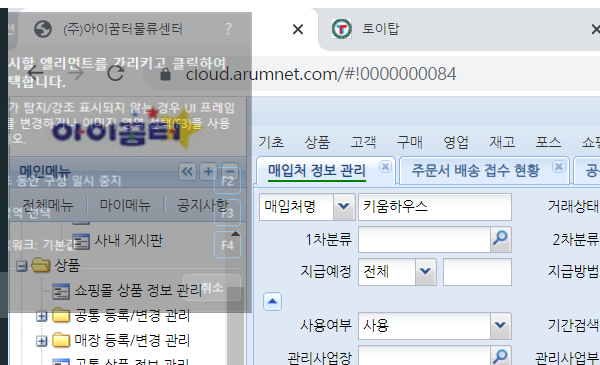 (주)아이꿈터물류센터 ?
토이탑
시할 엘리먼트를 가리키고 클릭하여
택합니다.
cloud.arumnet.com/#!0000000084
가 탐지/강조 표시되지 않는 경우 UI 프레임
를 변경하거나 이미지 영역 선택(F3)을 사용
오.
아이꿈터
기초 상품 고객 구매 영업 재고 포스 쇼핑
메인메뉴
매입처 정보 관리 주문서 배송 접수 현황 공
동안 구성 일시 중지 F2
전체메뉴 마이메뉴 공지사항
매입처명 키움하우스 거래상태
영역 선택 F3
사내 게시판
1차분류 2차분류
워크: 기본값 F4
상품
지급예정 전체 지급방법
쇼핑몰 상품 정보 관리
취소
공통 등록/변경 관리
사용여부 사용 기간검색
매장 등록/변경 관리
공통 상품 정보 관리
관리사업장 관리사업부